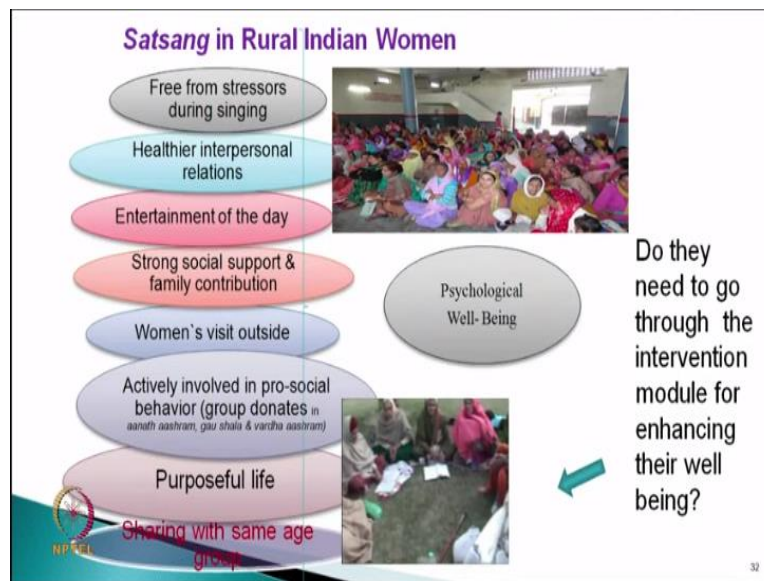 Satsang in Rural Indian Women
Free from stressors
during singing
Healthier interpersonal
relations
Entertainment of the day
Strong social support &
family contribution
Women`s visit outside
Actively involved in pro-social
behavior (group donates in
aanath aashram, gau shala & vardha aashram)
Purposeful life
Sharing with same age
group
Psychological
Well- Being
Do they
need to go
through the
intervention
module for
enhancing
their well
being?
NPTEL
32